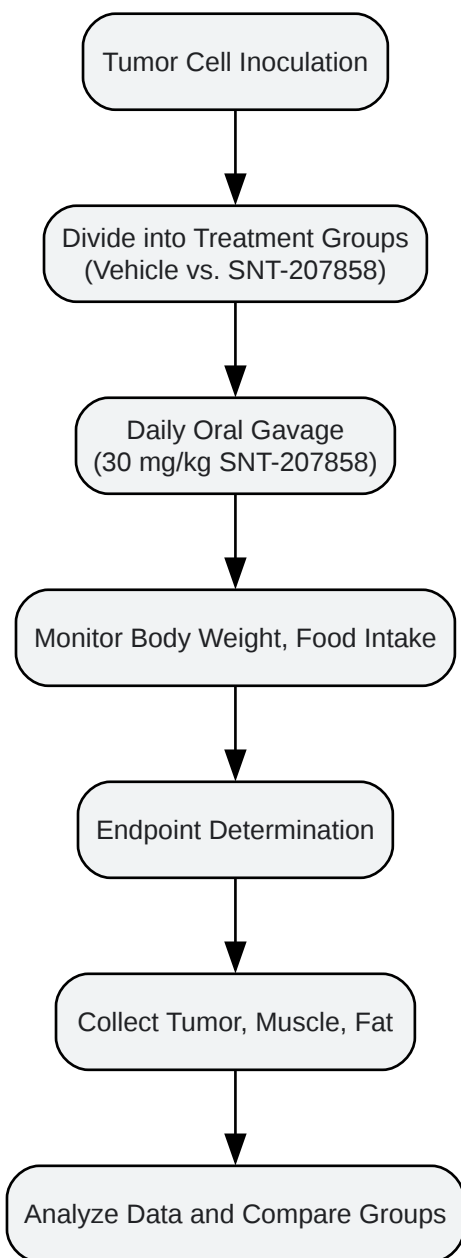 Tumor Cell Inoculation
Divide into Treatment Groups
(Vehicle vs. SNT-207858)
Daily Oral Gavage
(30 mg/kg SNT-207858)
Monitor Body Weight, Food Intake
Endpoint Determination
Collect Tumor, Muscle, Fat
Analyze Data and Compare Groups